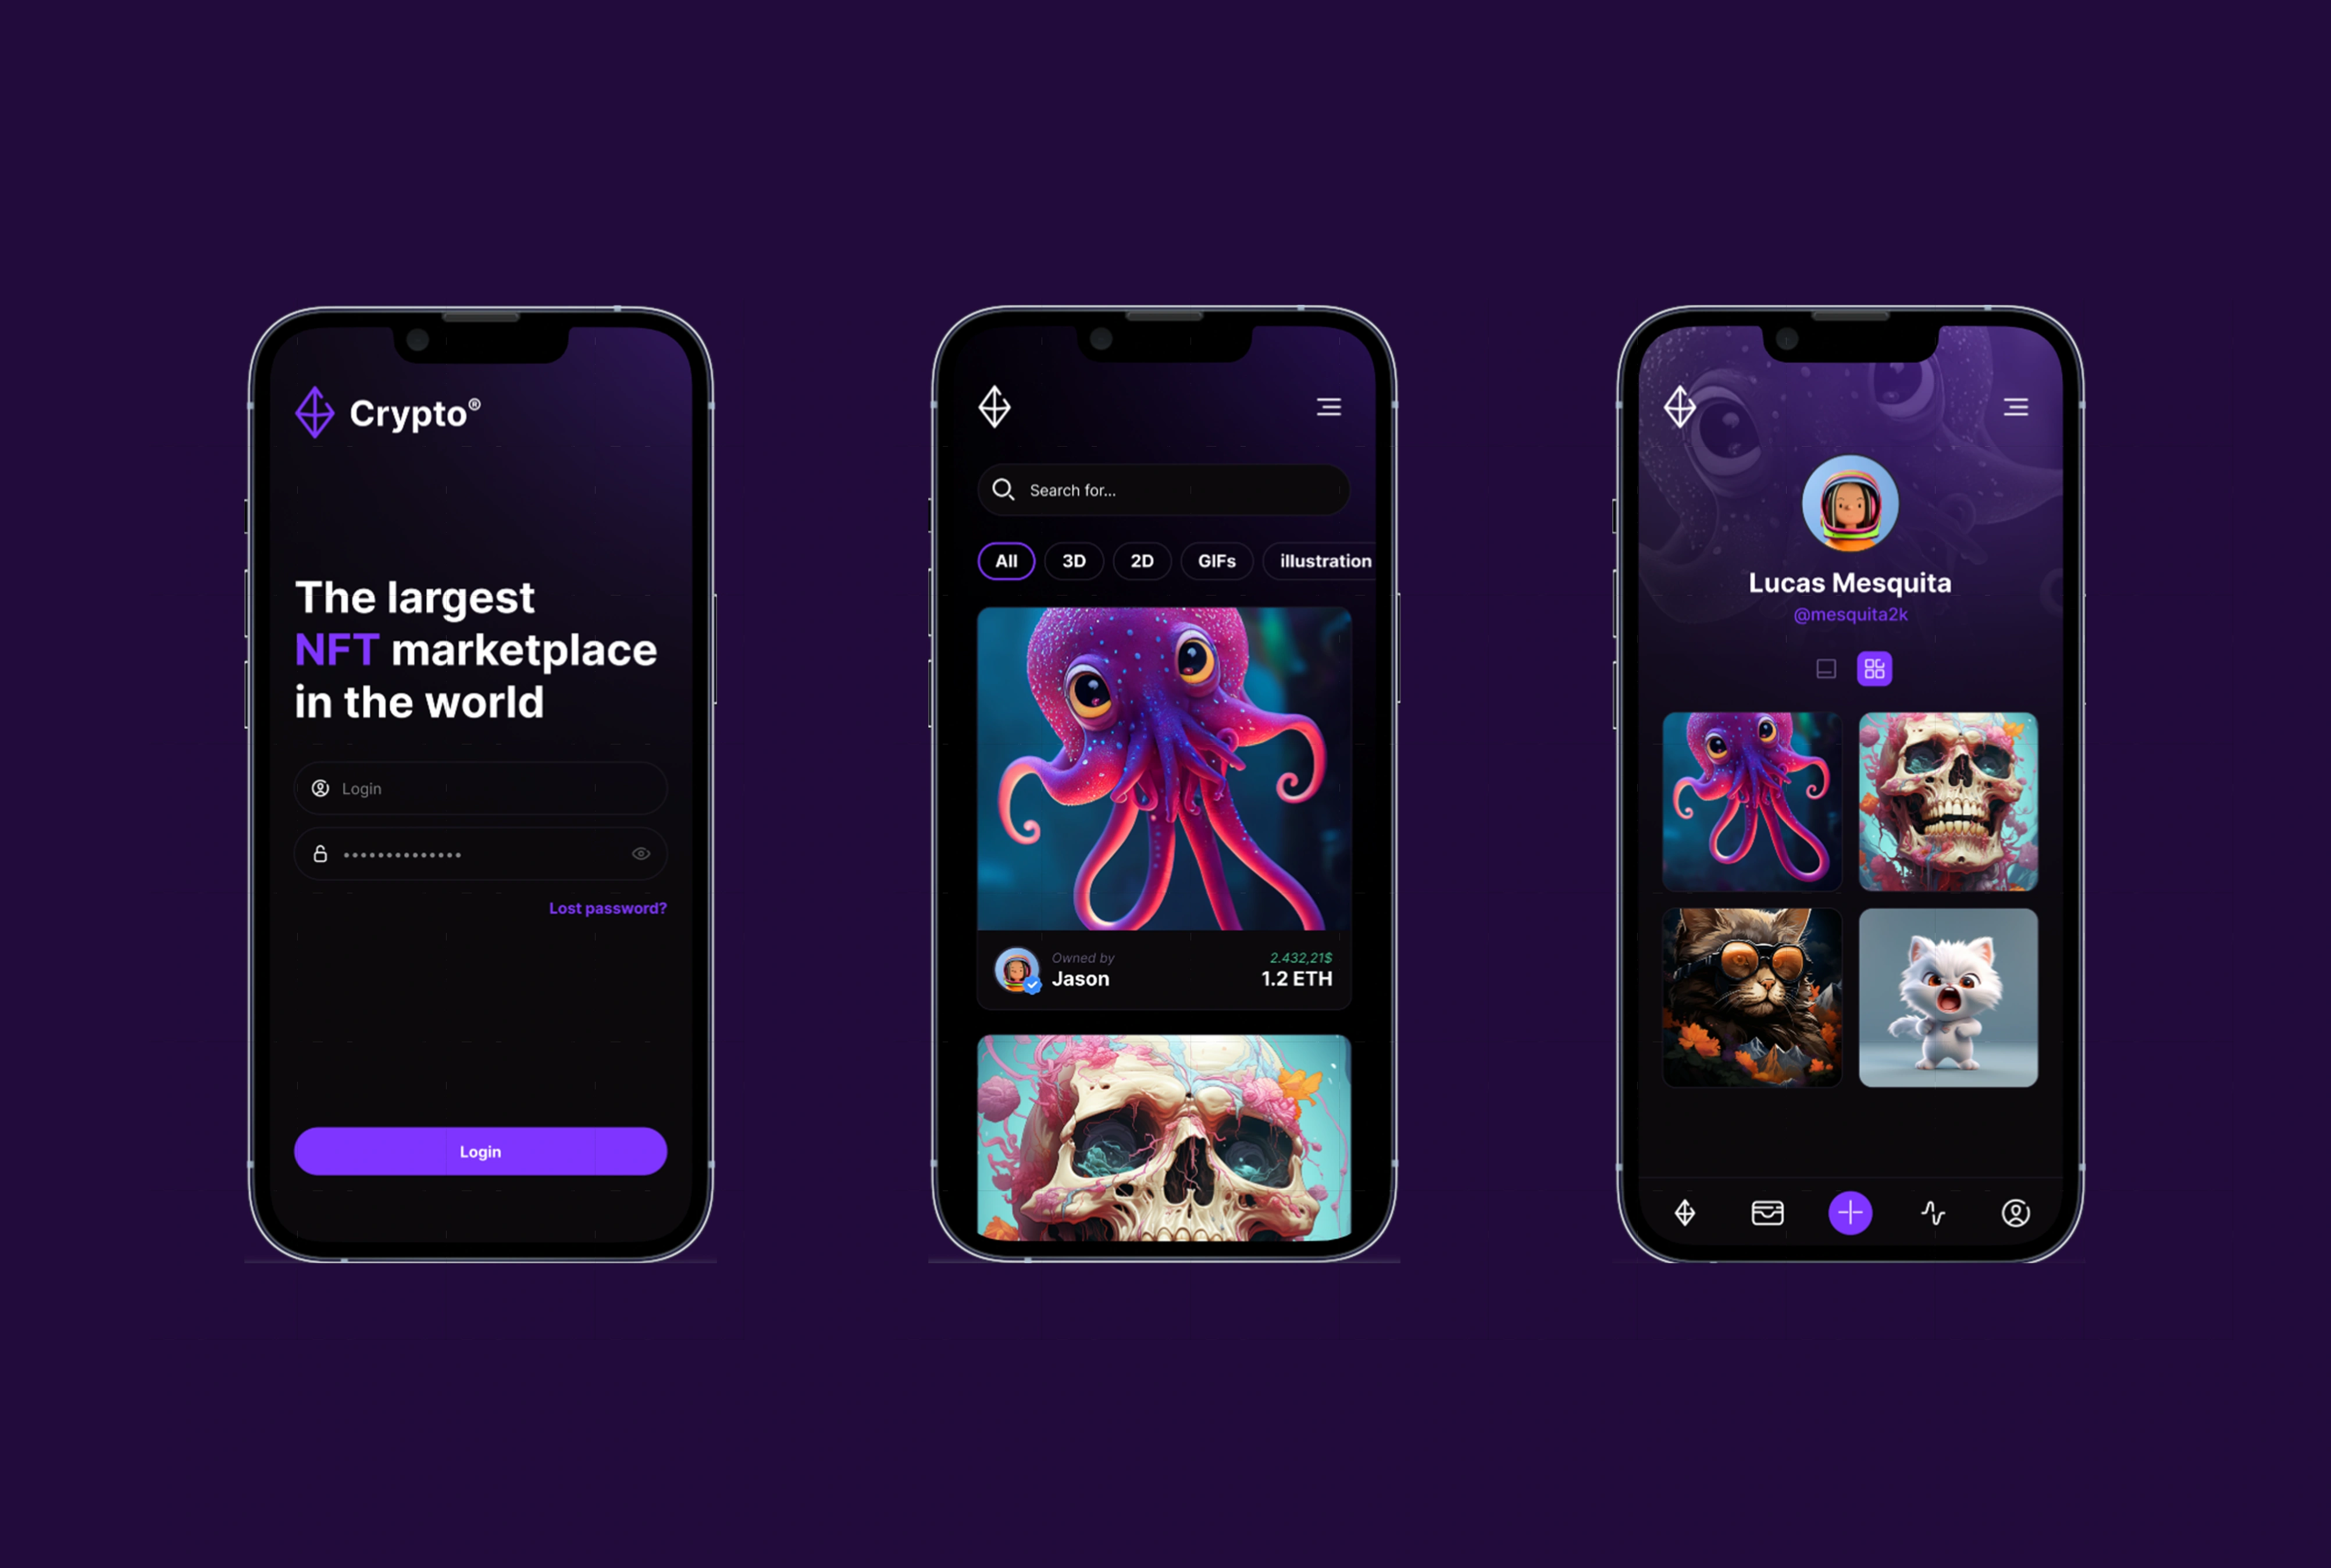 Crypto®
The largest
NFT marketplace
in the world
Login
••••••••••••••
Lost password?
Login
Search for...
All 3D 2D GIFs illustration
Owned by
Jason
2.432,21$
1.2 ETH
Lucas Mesquita
@mesquita2k